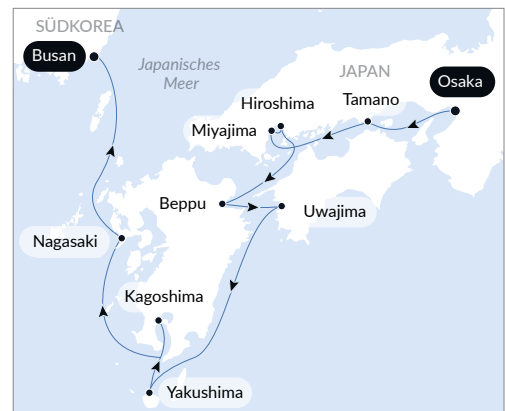 SÜDKOREA
Busan
Japanisches
Meer
JAPAN
Osaka
Hiroshima
Tamano
Miyajima
Beppu
Uwajima
Nagasaki
Kagoshima
Yakushima